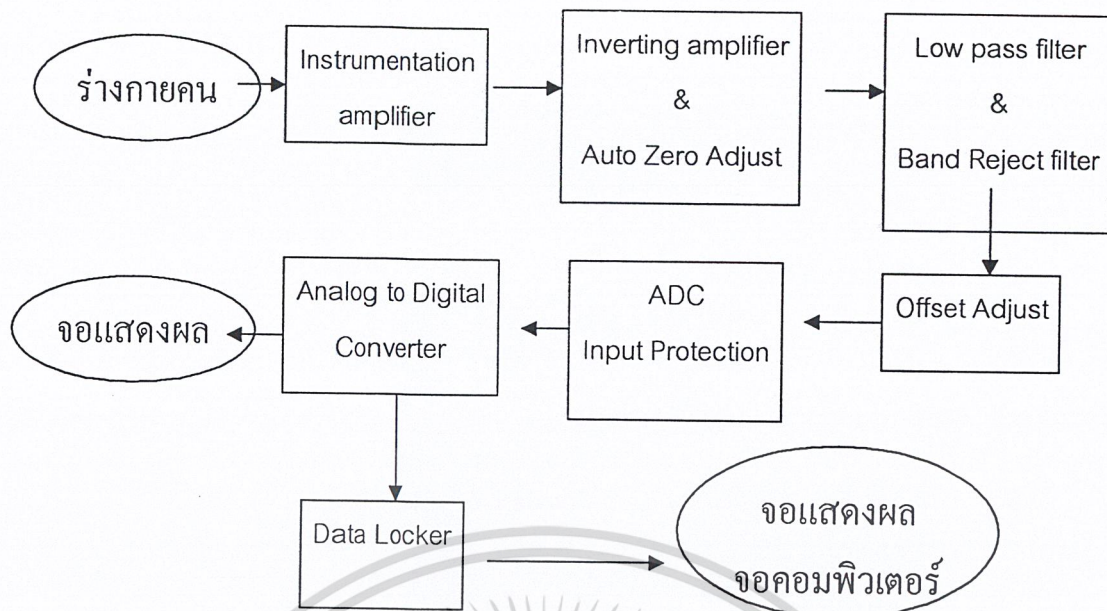 ร่างกายคน
Instrumentation
amplifier
Inverting amplifier
&
Auto Zero Adjust
Low pass filter
&
Band Reject filter
Offset Adjust
ADC
Input Protection
Analog to Digital
Converter
จอแสดงผล
Data Locker
จอแสดงผล
จอคอมพิวเตอร์